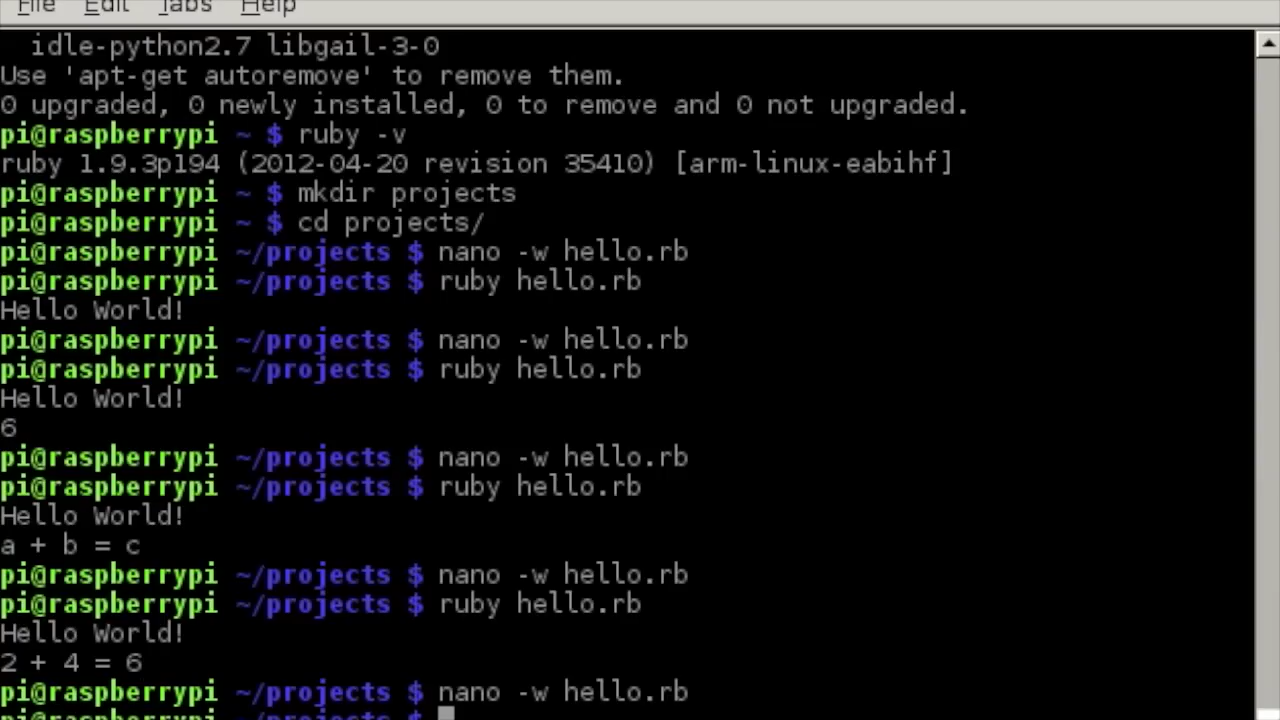 File Edit Tabs Help
idle-python2.7 libgail-3-0
Use 'apt-get autoremove' to remove them.
0 upgraded, 0 newly installed, 0 to remove and 0 not upgraded.
pi@raspberrypi ~ $ ruby -v
ruby 1.9.3p194 (2012-04-20 revision 35410) [arm-linux-eabihf]
pi@raspberrypi ~ $ mkdir projects
pi@raspberrypi ~ $ cd projects/
pi@raspberrypi ~/projects $ nano -w hello.rb
pi@raspberrypi ~/projects $ ruby hello.rb
Hello World!
pi@raspberrypi ~/projects $ nano -w hello.rb
pi@raspberrypi ~/projects $ ruby hello.rb
Hello World!
6
pi@raspberrypi ~/projects $ nano -w hello.rb
pi@raspberrypi ~/projects $ ruby hello.rb
Hello World!
a + b = c
pi@raspberrypi ~/projects $ nano -w hello.rb
pi@raspberrypi ~/projects $ ruby hello.rb
Hello World!
2 + 4 = 6
pi@raspberrypi ~/projects $ nano -w hello.rb
pi@raspberrypi ~/projects $